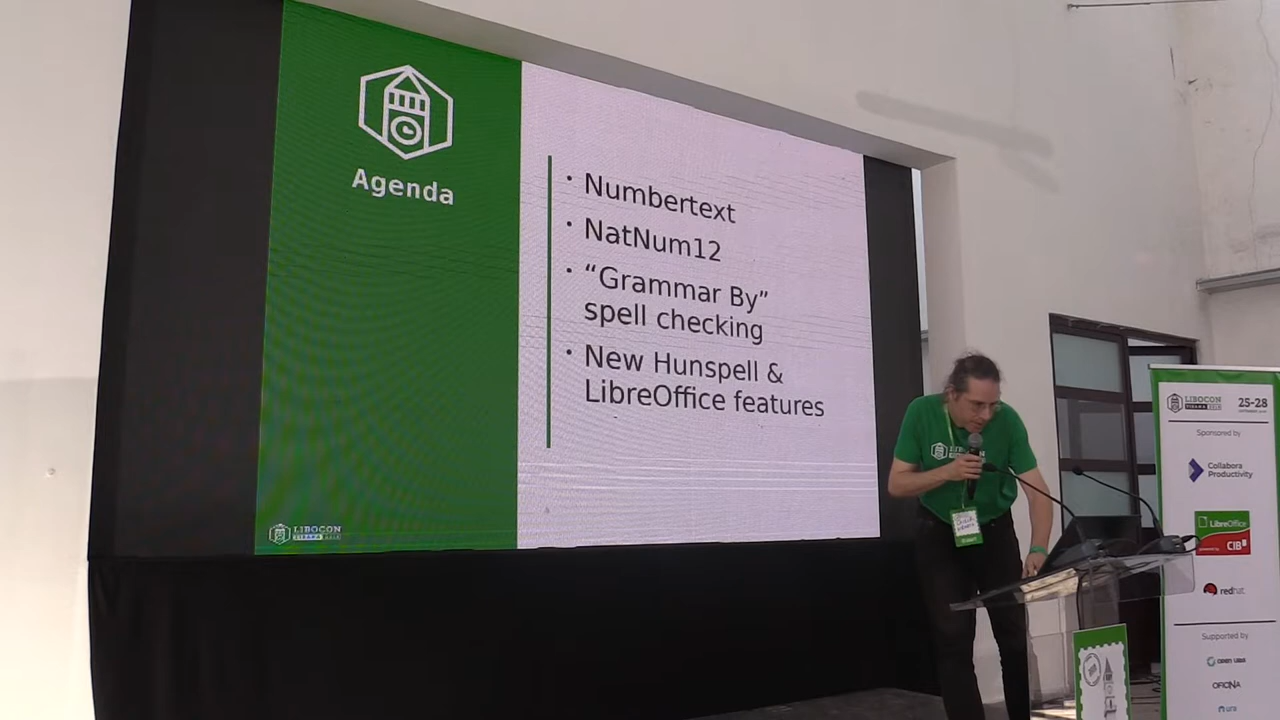 Agenda
• Numbertext
• NatNum12
• “Grammar By”
spell checking
• New Hunspell &
LibreOffice features
LIBOCON
LIBOCON
25-28
Sponsored by
Collabora
Productivity
LibreOffice
CIB
redhat
Supported by
OFICINA